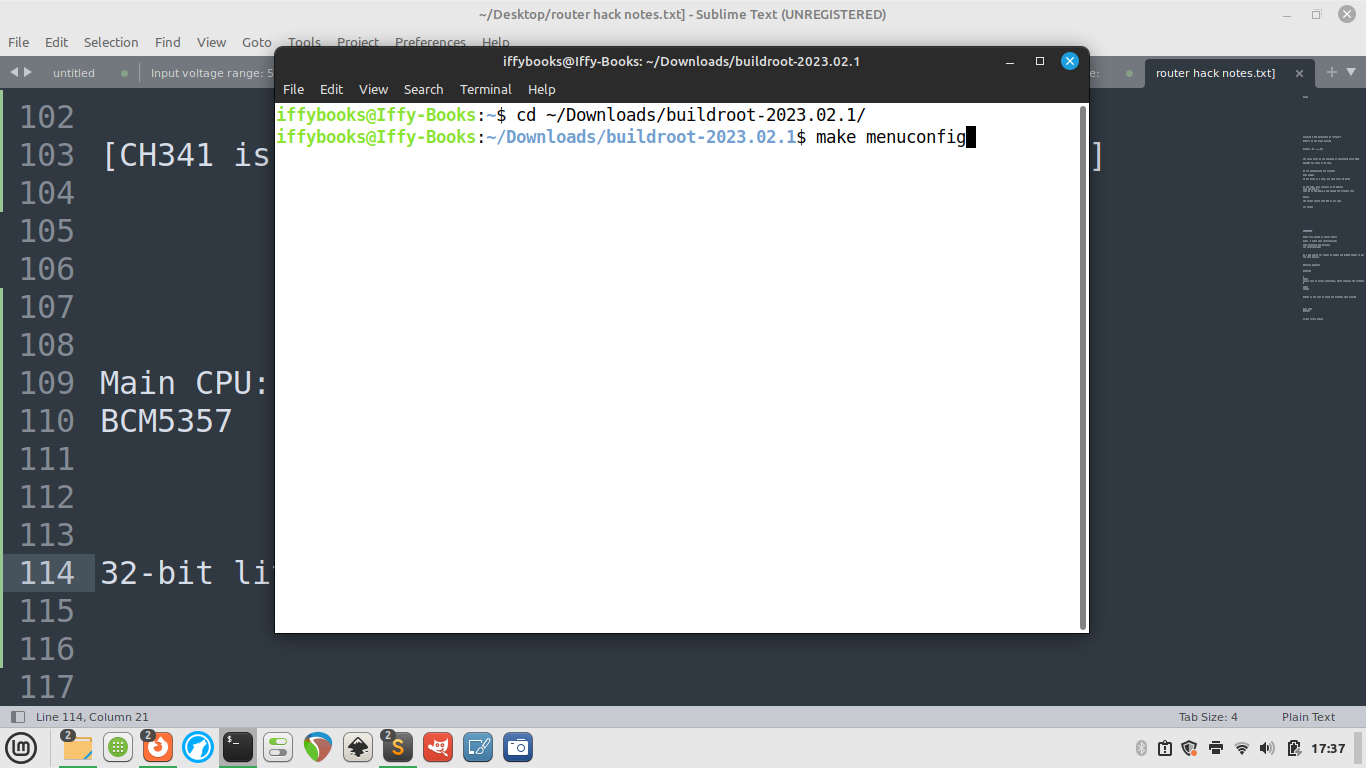 ~/Desktop/router hack notes.txt] - Sublime Text (UNREGISTERED)
File Edit Selection Find View Goto Tools Project Preferences Help
untitled
Input voltage range: 5
e:
router hack notes.txt]
iffybooks@Iffy-Books: ~/Downloads/buildroot-2023.02.1
File Edit View Search Terminal Help
iffybooks@Iffy-Books:~$ cd ~/Downloads/buildroot-2023.02.1/
iffybooks@Iffy-Books:~/Downloads/buildroot-2023.02.1$ make menuconfig
102
103 [CH341 is ]
104
105
106
107
108
109 Main CPU:
110 BCM5357
111
112
113
114 32-bit li
115
116
117
Line 114, Column 21
Tab Size: 4
Plain Text
2
2
$_
2
S
17:37